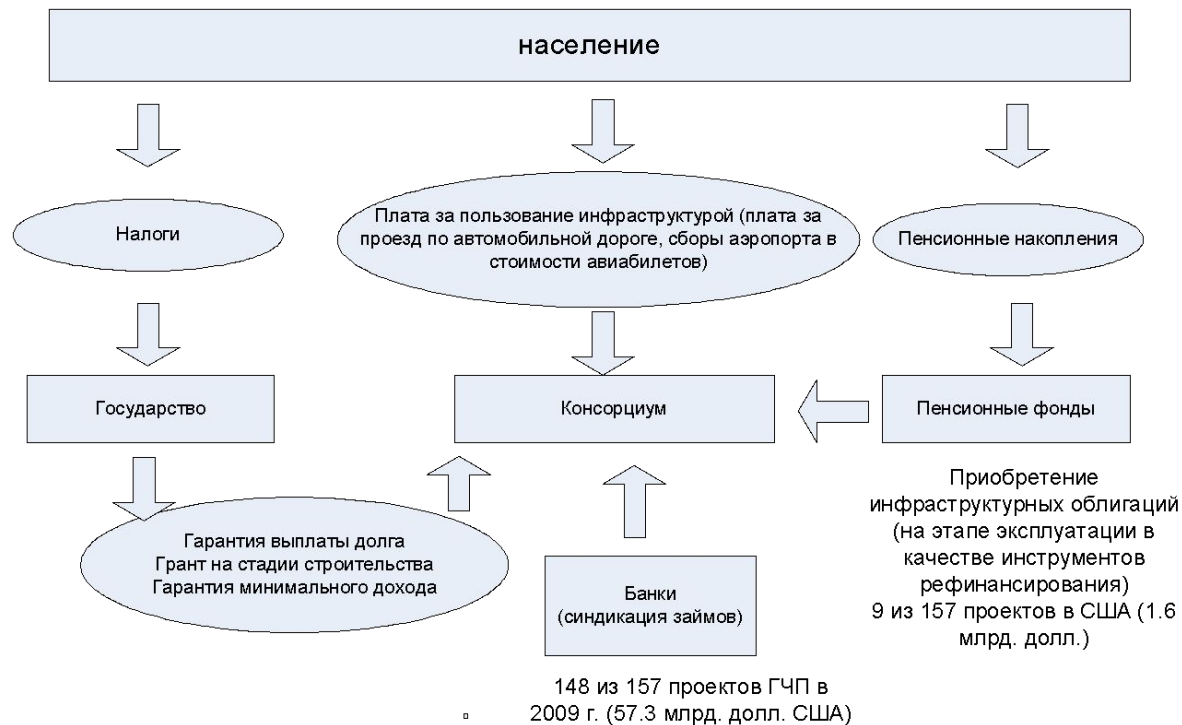 население
Налоги
Плата за пользование инфраструктурой (плата за
проезд по автомобильной дороге, сборы аэропорта в
стоимости авиабилетов)
Пенсионные накопления
Государство
Консорциум
Пенсионные фонды
Гарантия выплаты долга
Грант на стадии строительства
Гарантия минимального дохода
Банки
(синдикация займов)
Приобретение
инфраструктурных облигаций
(на этапе эксплуатации в
качестве инструментов
рефинансирования)
9 из 157 проектов в США (1.6
млрд. долл.)
148 из 157 проектов ГЧП в
2009 г. (57.3 млрд. долл. США)